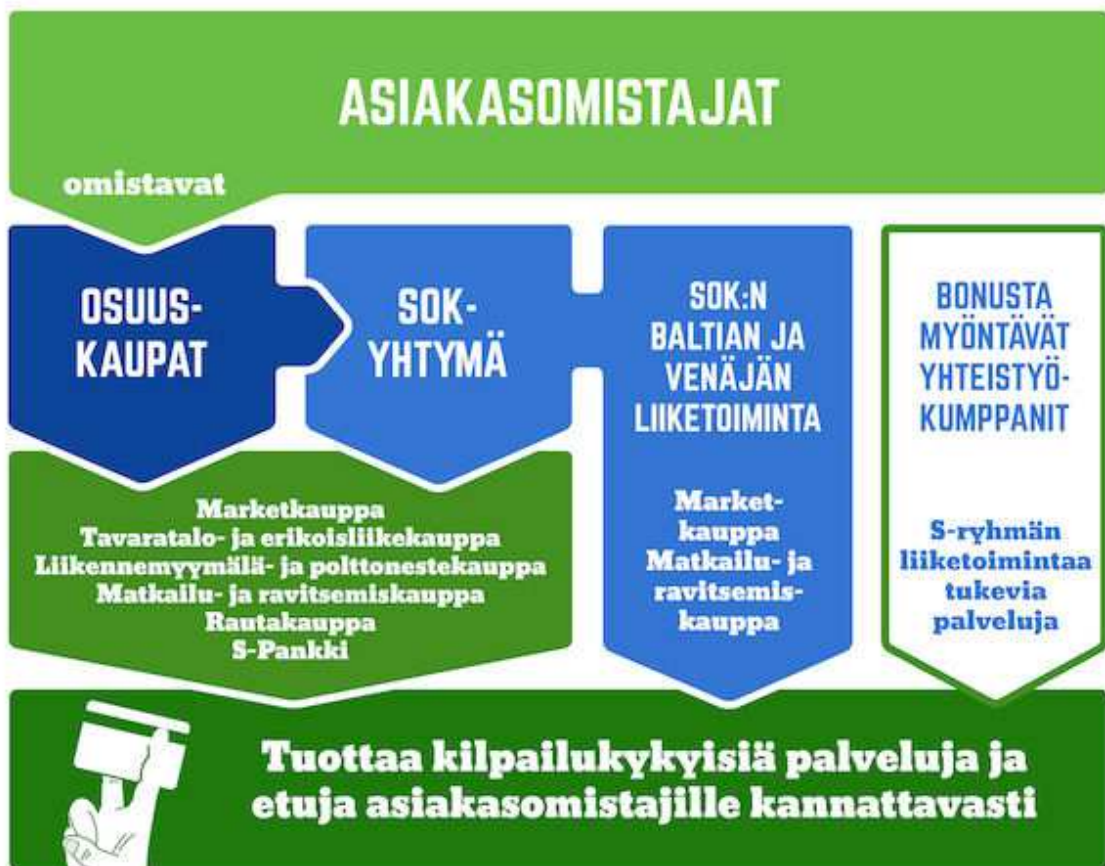 ASIAKASOMISTAJAT
omistavat
OSUUS-
KAUPAT
SOK-
YHTYMÄ
SOK:N
BALTIAN JA
VENÄJÄN
LIIKETOIMINTA
BONUSTA
MYÖNTÄVÄT
YHTEISTYÖ-
KUMPPANIT
Marketkauppa
Tavaratalo- ja erikoisliikekauppa
Liikennemyymälä- ja polttonestekauppa
Matkailu- ja ravitsemiskauppa
Rautakauppa
S-Pankki
Market-
kauppa
Matkailu- ja
ravitsemis-
kauppa
S-ryhmän
liiketoimintaa
tukevia
palveluja
Tuottaa kilpailukykyisiä palveluja ja
etuja asiakasomistajille kannattavasti